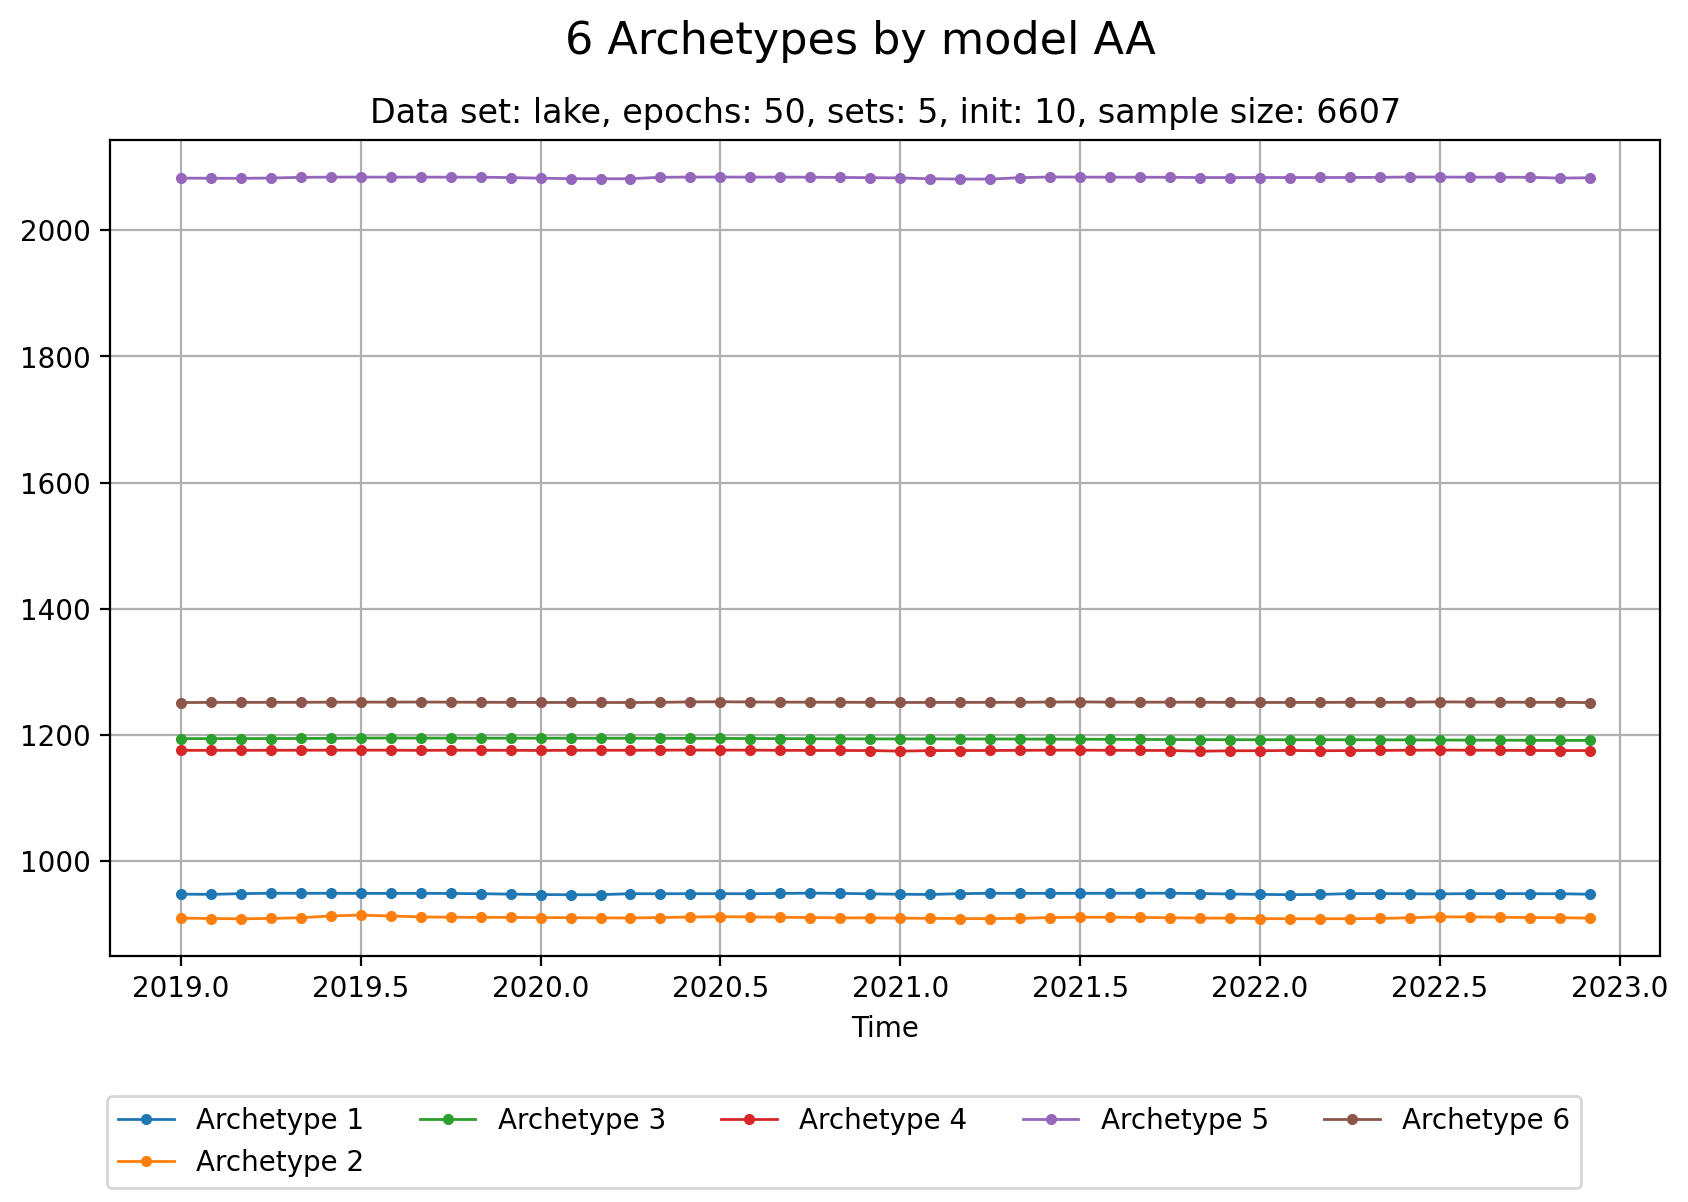 6 Archetypes by model AA
Data set: lake, epochs: 50, sets: 5, init: 10, sample size: 6607
2000
1800
1600
1400
1200
1000
2019.0 2019.5 2020.0 2020.5 2021.0 2021.5 2022.0 2022.5 2023.0
Time
Archetype 1 Archetype 3 Archetype 4 Archetype 5 Archetype 6
Archetype 2